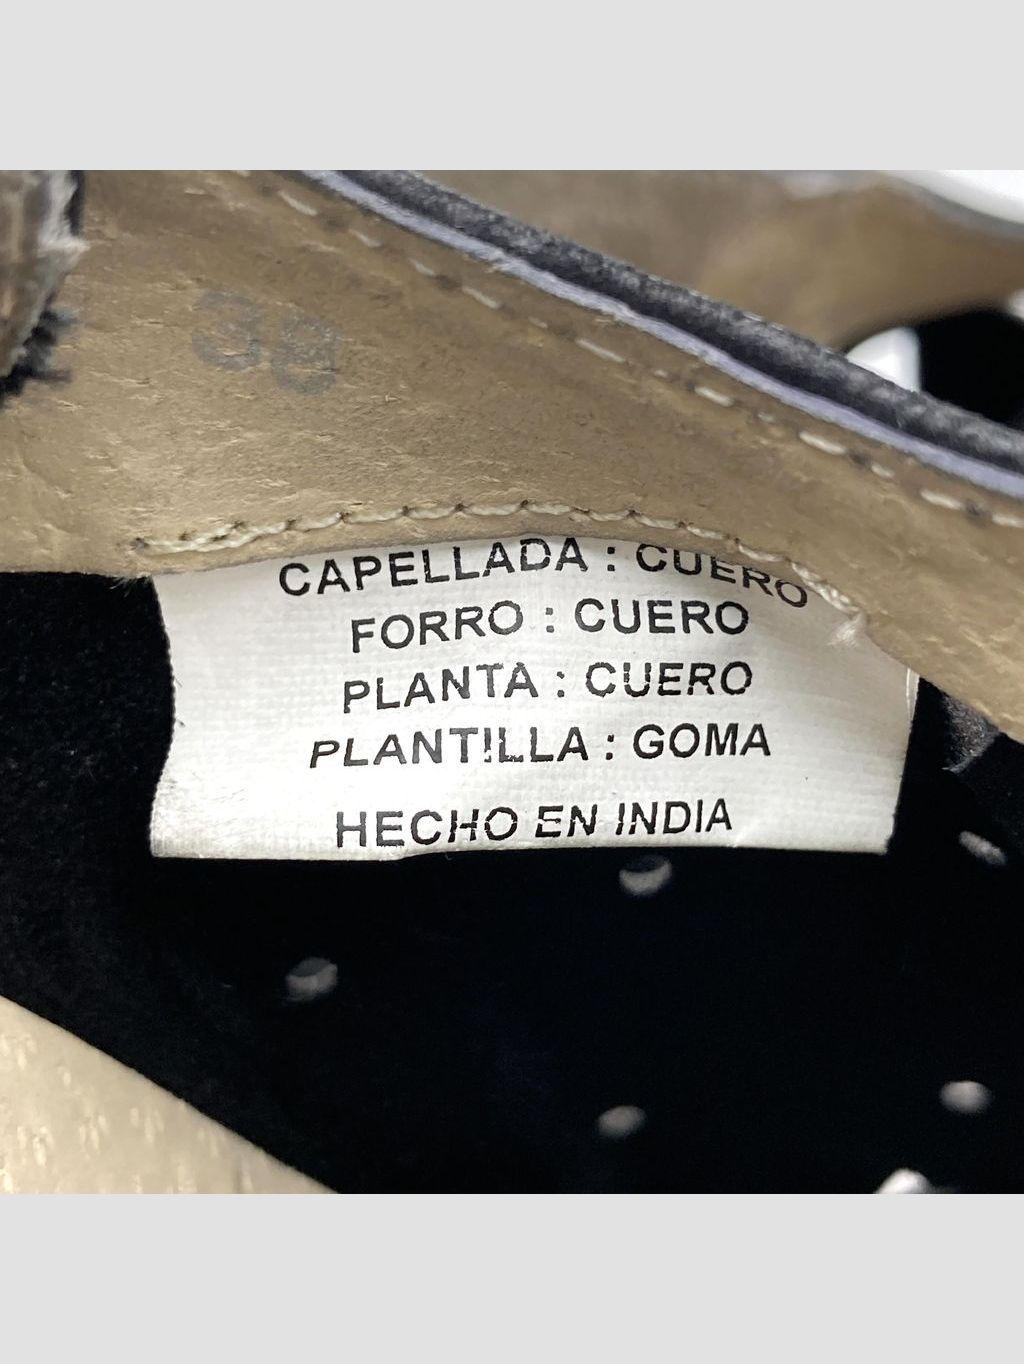 38
CAPELLADA : CUERO
FORRO : CUERO
PLANTA : CUERO
PLANTILLA : GOMA
HECHO EN INDIA